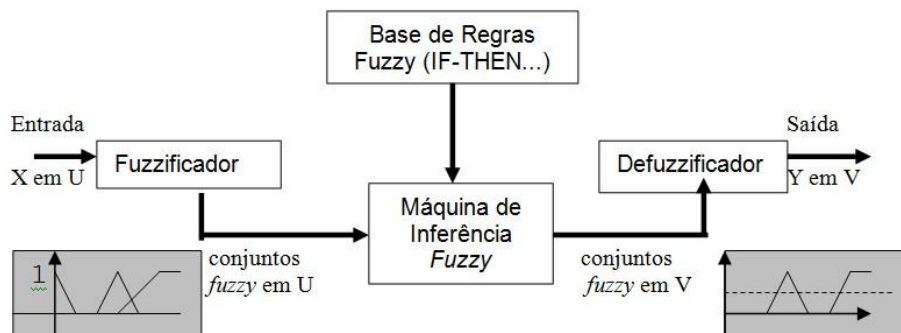 Base de Regras
Fuzzy (IF-THEN...)
Entrada
X em U
Fuzzificador
Máquina de
Inferência
Fuzzy
Defuzzificador
Saída
Y em V
1
conjuntos
fuzzy em U
conjuntos
fuzzy em V